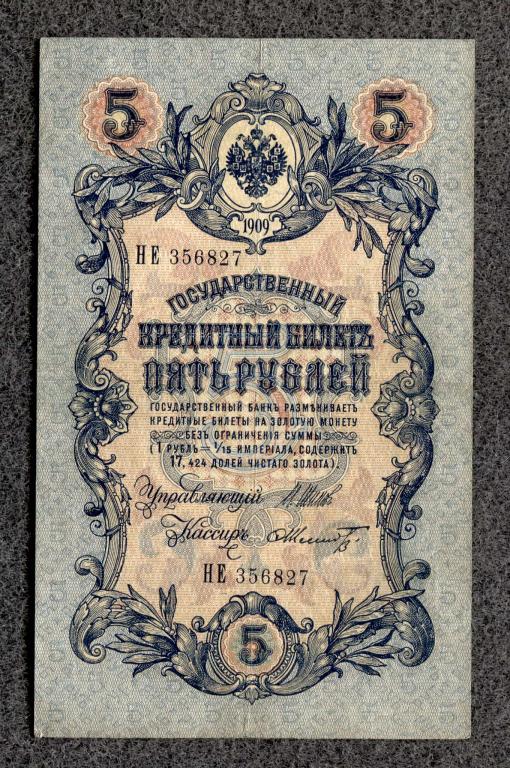 5 5
1909
НЕ 356827
ГОСУДАРСТВЕННЫЙ
КРЕДИТНЫЙ БИЛЕТЪ
ПЯТЬ РУБЛЕЙ
ГОСУДАРСТВЕННЫЙ БАНКЪ РАЗМѢНИВАЕТЪ
КРЕДИТНЫЕ БИЛЕТЫ НА ЗОЛОТУЮ МОНЕТУ
БЕЗЪ ОГРАНИЧЕНІЯ СУММЫ
(1 РУБЛЬ = 1/15 ИМПЕРІАЛА, СОДЕРЖИТЪ
17,424 ДОЛЕЙ ЧИСТАГО ЗОЛОТА).
Управляющій
Кассиръ
НЕ 356827
5